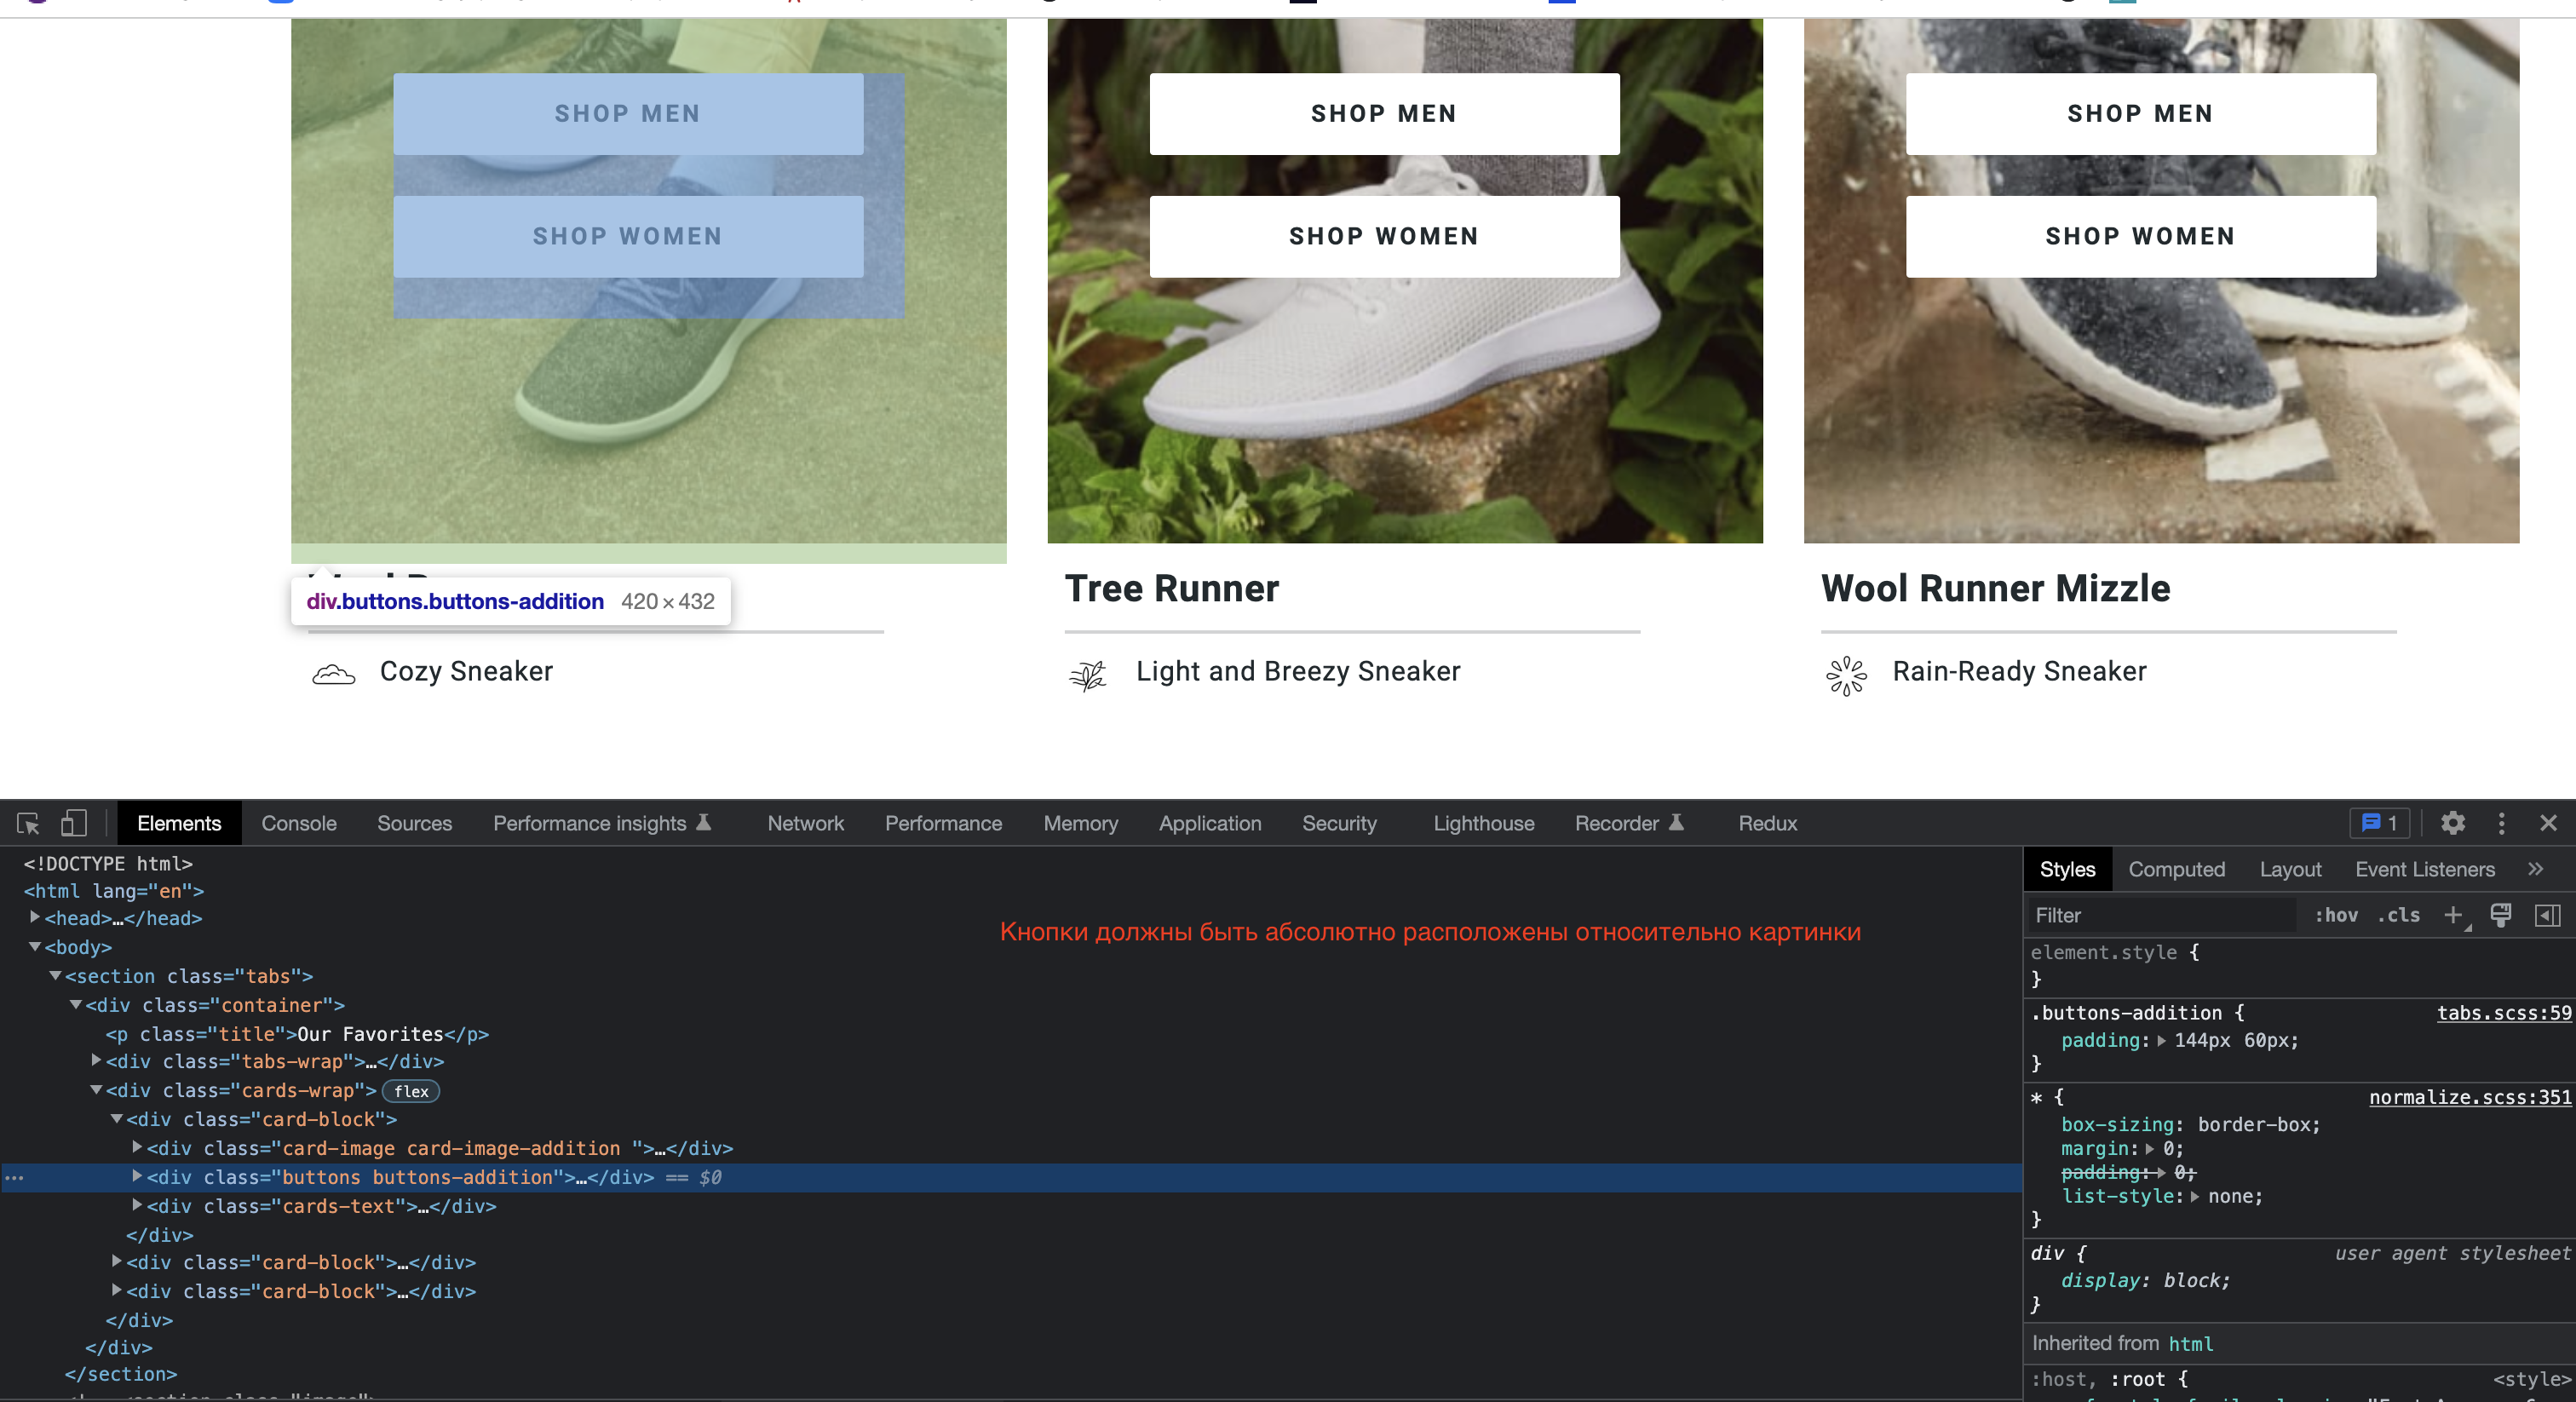 SHOP MEN
SHOP MEN
SHOP MEN
SHOP WOMEN
SHOP WOMEN
SHOP WOMEN
Tree Runner
Wool Runner Mizzle
div.buttons.buttons-addition 420 × 432
Cozy Sneaker
Light and Breezy Sneaker
Rain-Ready Sneaker
Elements Console Sources Performance insights Network Performance Memory Application Security Lighthouse Recorder Redux 1
<!DOCTYPE html>
<html lang="en">
<head>…</head>
<body>
<section class="tabs">
<div class="container">
<p class="title">Our Favorites</p>
<div class="tabs-wrap">…</div>
<div class="cards-wrap"> flex
<div class="card-block">
<div class="card-image card-image-addition ">…</div>
<div class="buttons buttons-addition">…</div> == $0
<div class="cards-text">…</div>
</div>
<div class="card-block">…</div>
<div class="card-block">…</div>
</div>
</div>
</section>
Кнопки должны быть абсолютно расположены относительно картинки
Styles Computed Layout Event Listeners »
Filter :hov .cls +
element.style {
}
.buttons-addition { tabs.scss:59
padding: 144px 60px;
}
* { normalize.scss:351
box-sizing: border-box;
margin: 0;
padding: 0;
list-style: none;
}
div { user agent stylesheet
display: block;
}
Inherited from html
:host, :root { <style>